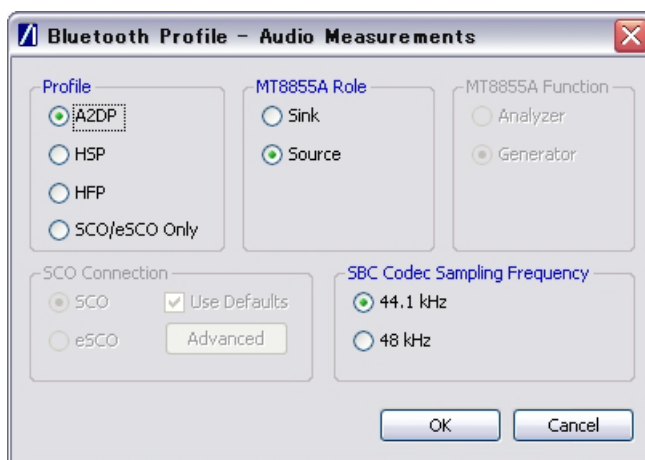 Bluetooth Profile - Audio Measurements
Profile
A2DP
HSP
HFP
SCO/eSCO Only
MT8855A Role
Sink
Source
MT8855A Function
Analyzer
Generator
SCO Connection
SCO
Use Defaults
eSCO
Advanced
SBC Codec Sampling Frequency
44.1 kHz
48 kHz
OK
Cancel